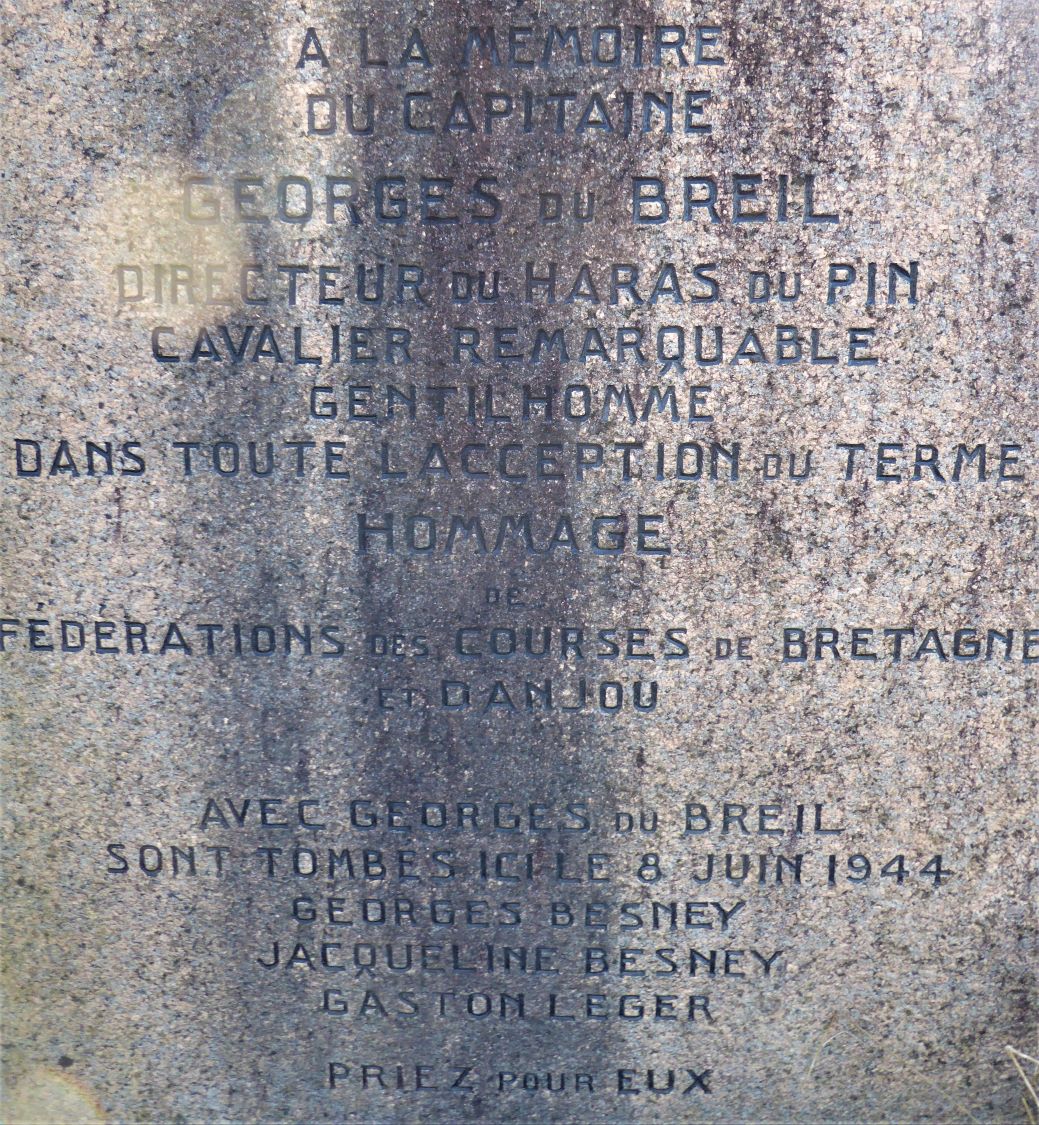 A LA MEMOIRE
DU CAPITAINE
GEORGES DU BREIL
DIRECTEUR DU HARAS DU PIN
CAVALIER REMARQUABLE
GENTILHOMME
DANS TOUTE LACCEPTION DU TERME
HOMMAGE
DE
FÉDÉRATIONS DES COURSES DE BRETAGNE
ET DANJOU
AVEC GEORGES DU BREIL
SONT TOMBES ICI LE 8 JUIN 1944
GEORGES BESNEY
JACQUELINE BESNEY
GASTON LEGER
PRIEZ POUR EUX